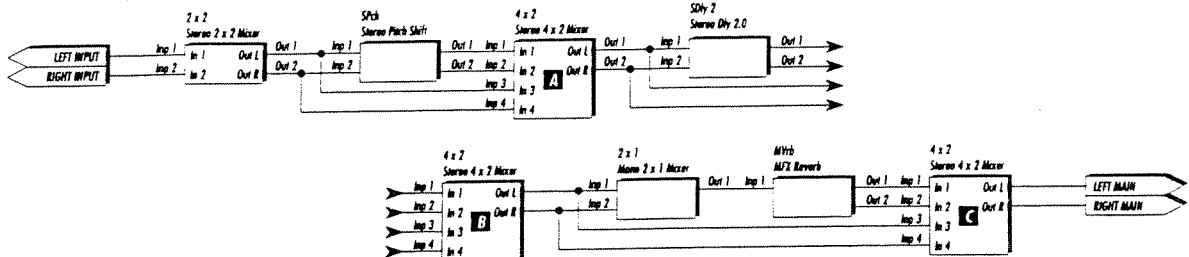 2 x 2
Stereo 2 x 2 Mixer
LEFT INPUT
RIGHT INPUT
Inp 1
Inp 2
In 1
In 2
Out L
Out R
Out 1
Out 2
SPch
Stereo Pitch Shift
Inp 1
Inp 2
Out 1
Out 2
4 x 2
Stereo 4 x 2 Mixer
Inp 1
Inp 2
Inp 3
Inp 4
In 1
In 2
In 3
In 4
Out L
Out R
A
Out 1
Out 2
SDly 2
Stereo Dly 2.0
Inp 1
Inp 2
Out 1
Out 2
4 x 2
Stereo 4 x 2 Mixer
Inp 1
Inp 2
Inp 3
Inp 4
In 1
In 2
In 3
In 4
Out L
Out R
B
2 x 1
Mono 2 x 1 Mixer
Inp 1
Inp 2
Out 1
MVrb
MFX Reverb
Inp 1
Out 1
Out 2
4 x 2
Stereo 4 x 2 Mixer
Inp 1
Inp 2
Inp 3
Inp 4
In 1
In 2
In 3
In 4
Out L
Out R
C
LEFT MAIN
RIGHT MAIN